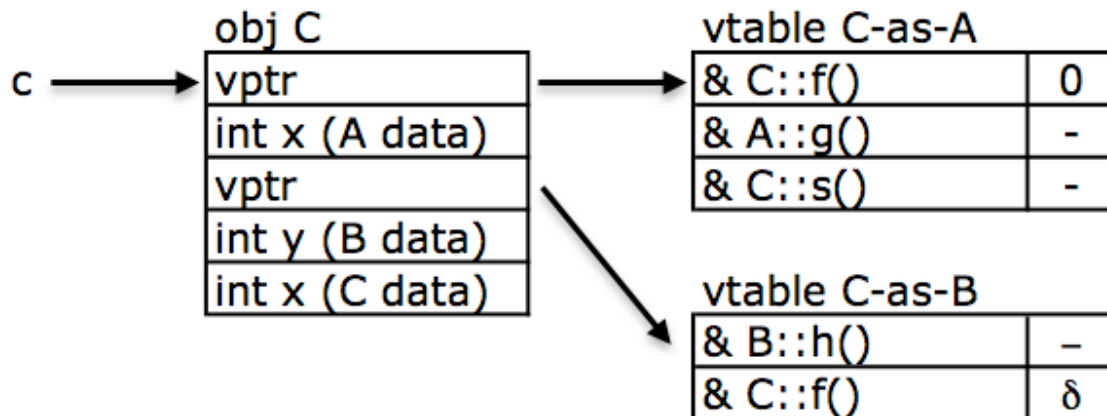 obj C
vtable C-as-A
c
vptr
& C::f() 0
int x (A data)
& A::g() -
vptr
& C::s() -
int y (B data)
int x (C data)
vtable C-as-B
& B::h() –
& C::f() δ